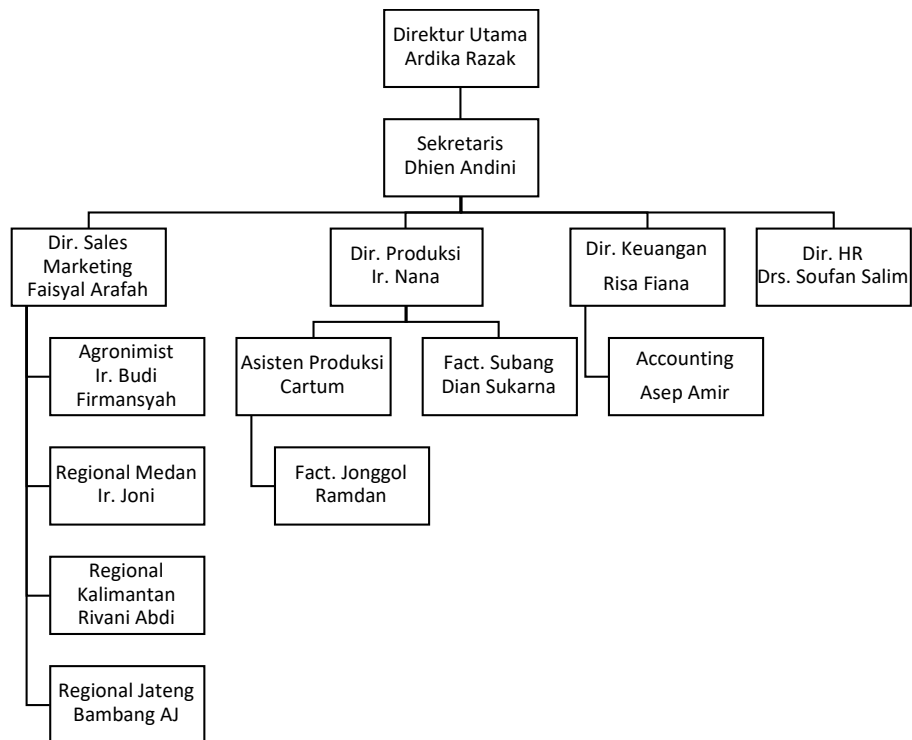 Direktur Utama
Ardika Razak
Sekretaris
Dhien Andini
Dir. Sales
Marketing
Faisyal Arafah
Dir. Produksi
Ir. Nana
Dir. Keuangan
Risa Fiana
Dir. HR
Drs. Soufan Salim
Agronimist
Ir. Budi
Firmansyah
Asisten Produksi
Cartum
Fact. Subang
Dian Sukarna
Accounting
Asep Amir
Regional Medan
Ir. Joni
Fact. Jonggol
Ramdan
Regional
Kalimantan
Rivani Abdi
Regional Jateng
Bambang AJ